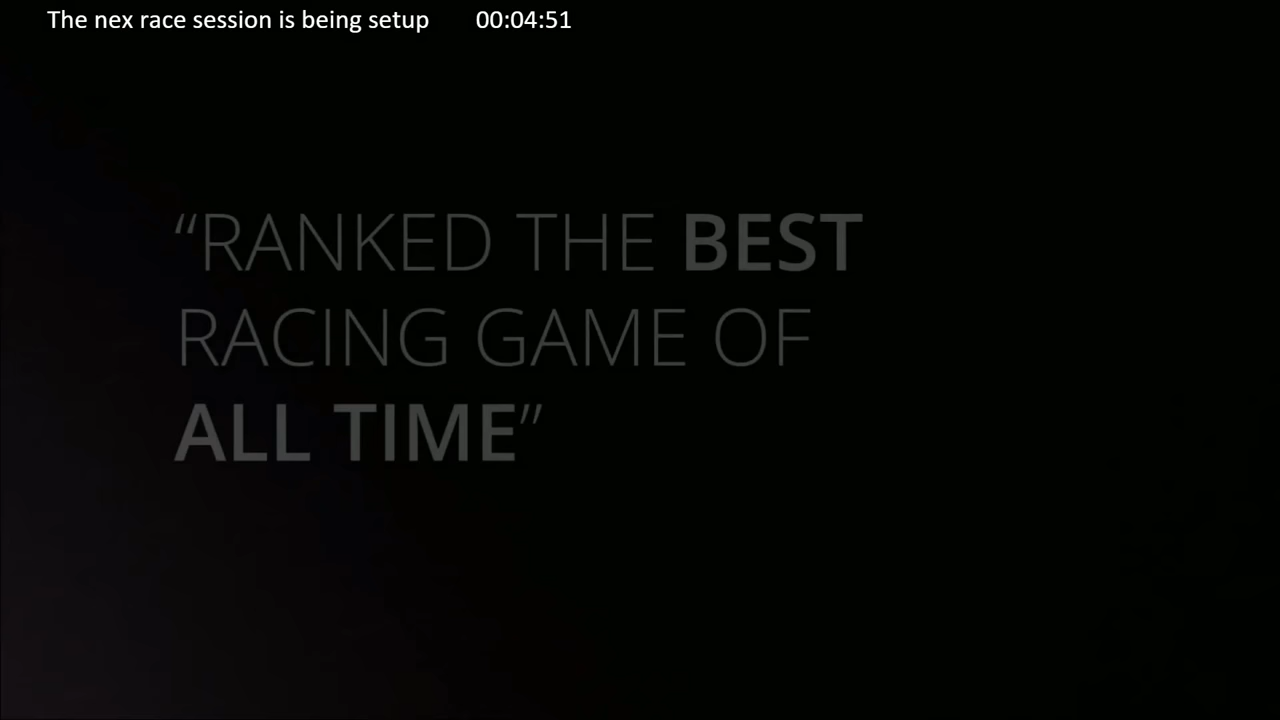 The nex race session is being setup 00:04:51
“RANKED THE BEST
RACING GAME OF
ALL TIME”